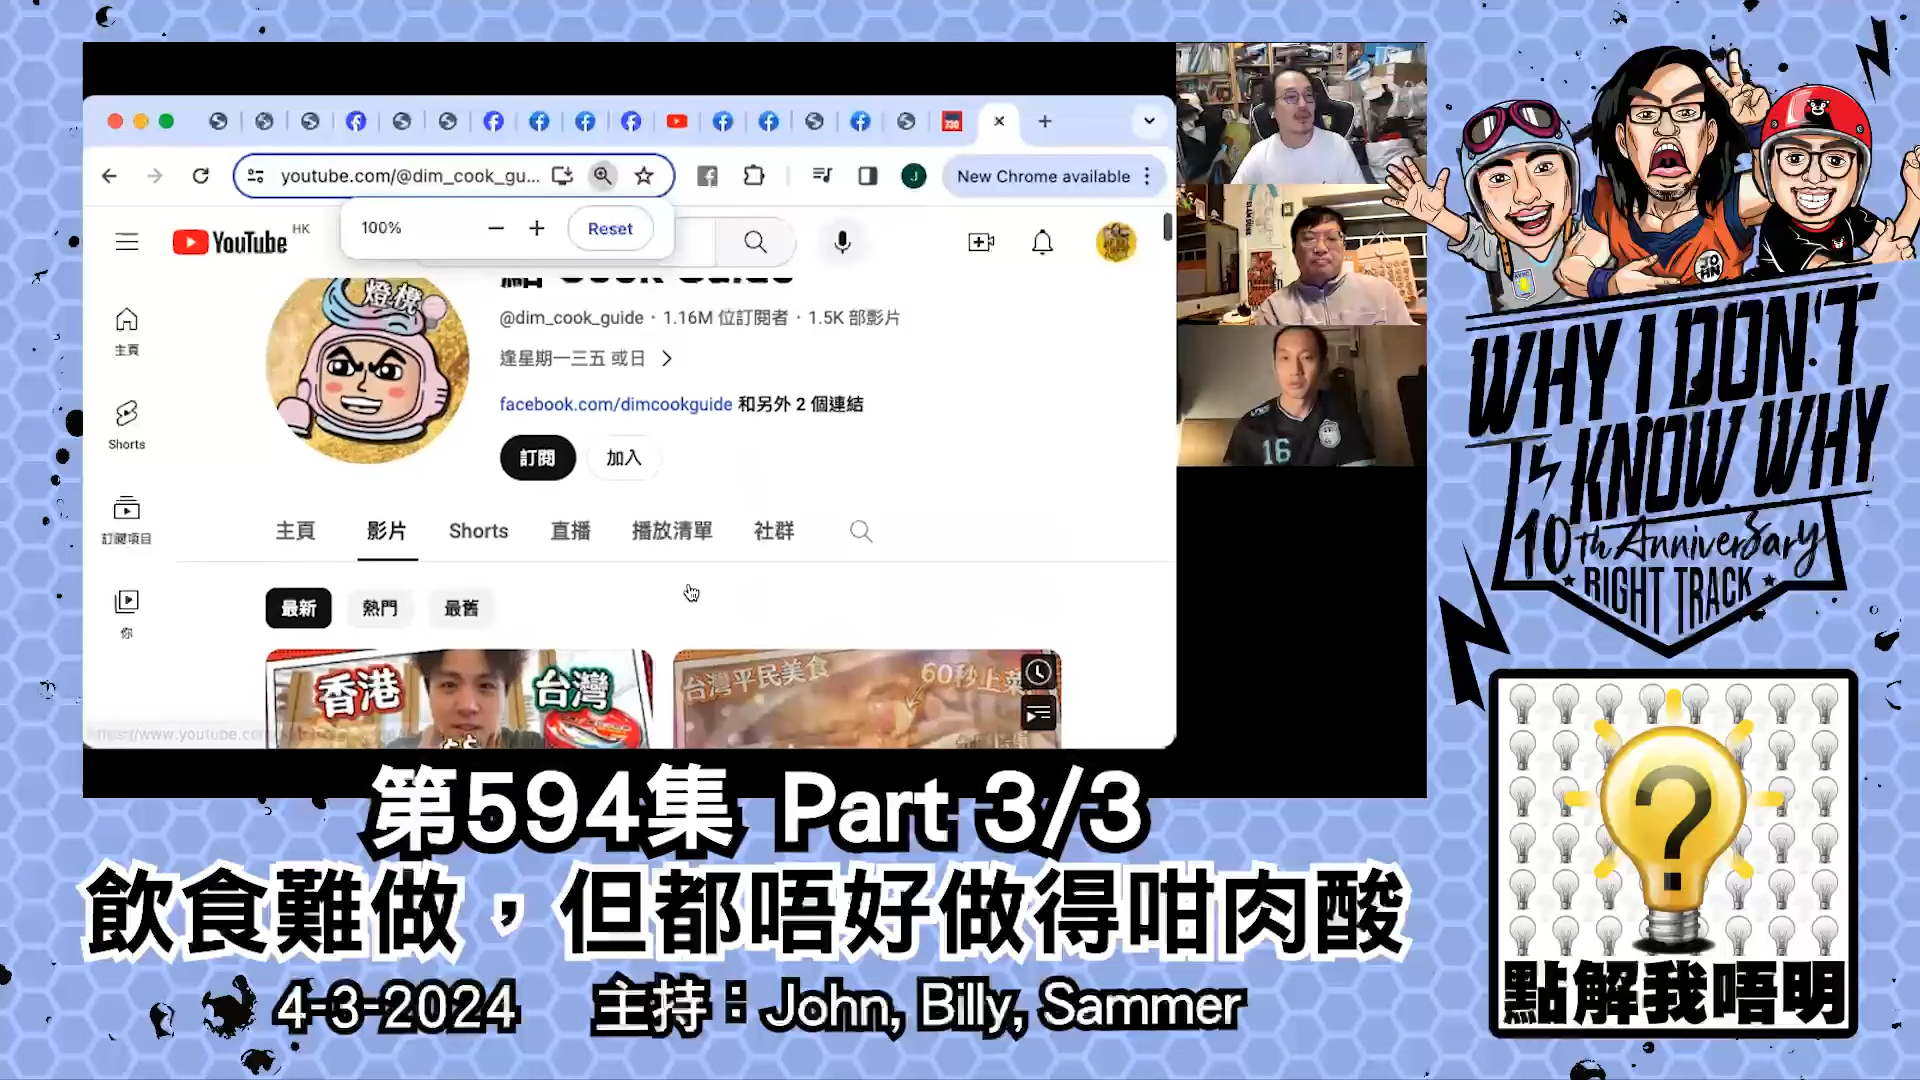 youtube.com/@dim_cook_gu...
New Chrome available
J
100%
Reset
YouTube HK
點 Cook Guide
@dim_cook_guide · 1.16M 位訂閱者 · 1.5K 部影片
逢星期一三五 或日
facebook.com/dimcookguide 和另外 2 個連結
訂閱
加入
主頁
Shorts
訂閱項目
你
主頁
影片
Shorts
直播
播放清單
社群
最新
熱門
最舊
燈機
香港
台灣
台灣平民美食
60秒上菜
16
JOHN
WHY I DON'T
KNOW WHY
10th Anniversary
RIGHT TRACK
點解我唔明
第594集 Part 3/3
飲食難做，但都唔好做得咁肉酸
4-3-2024 主持：John, Billy, Sammer